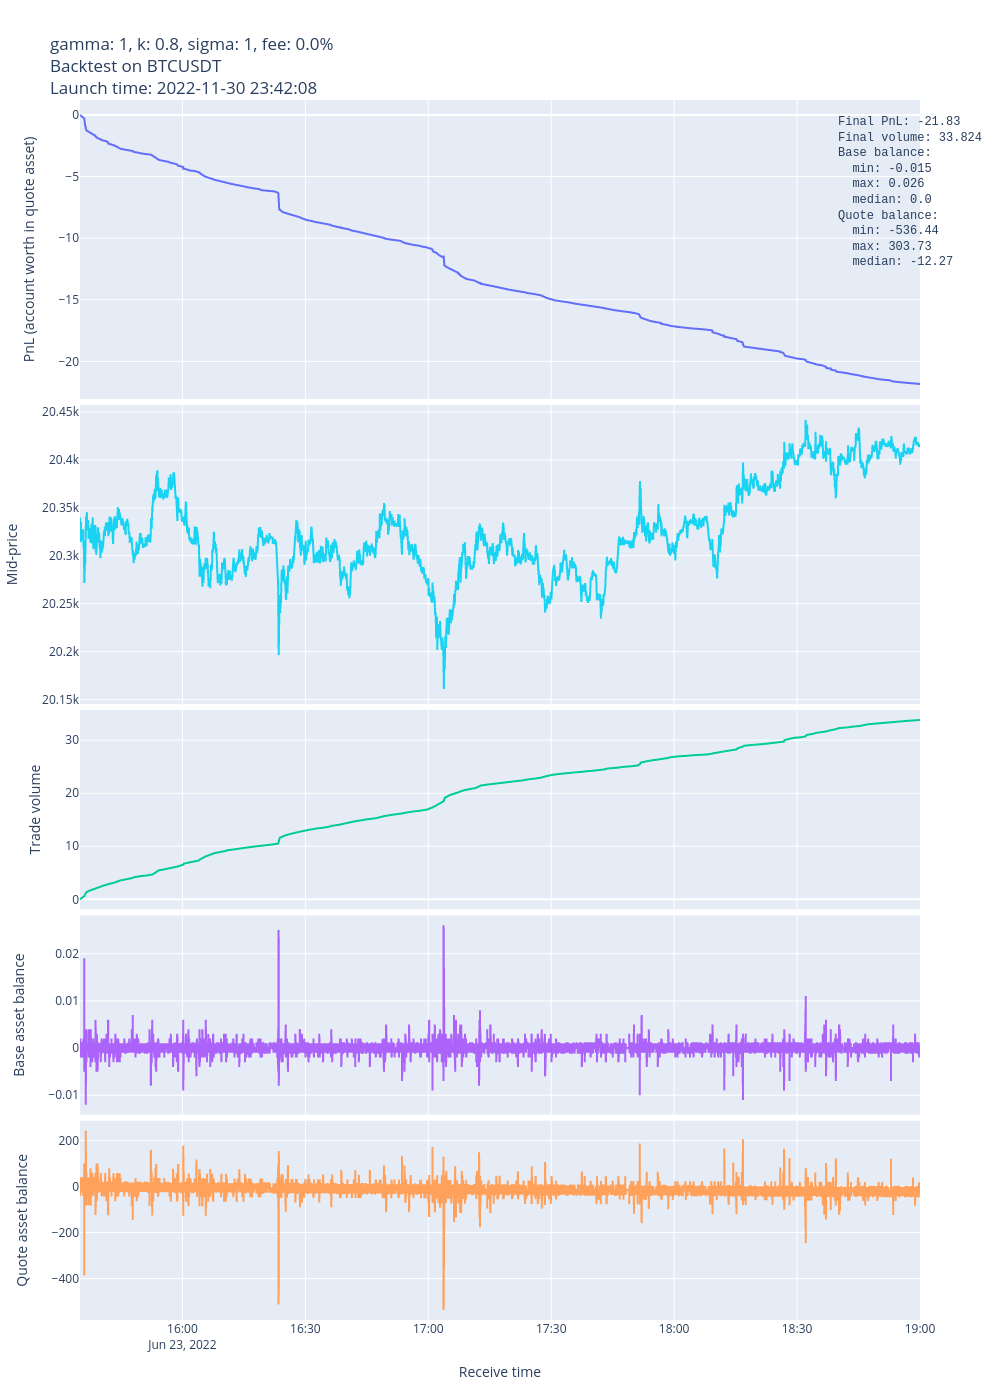 gamma: 1, k: 0.8, sigma: 1, fee: 0.0%
Backtest on BTCUSDT
Launch time: 2022-11-30 23:42:08
Final PnL: -21.83
Final volume: 33.824
Base balance:
min: -0.015
max: 0.026
median: 0.0
Quote balance:
min: -536.44
max: 303.73
median: -12.27
PnL (account worth in quote asset)
0
−5
−10
−15
−20
Mid-price
20.45k
20.4k
20.35k
20.3k
20.25k
20.2k
20.15k
Trade volume
30
20
10
0
Base asset balance
0.02
0.01
0
−0.01
Quote asset balance
200
0
−200
−400
16:00 16:30 17:00 17:30 18:00 18:30 19:00
Jun 23, 2022
Receive time